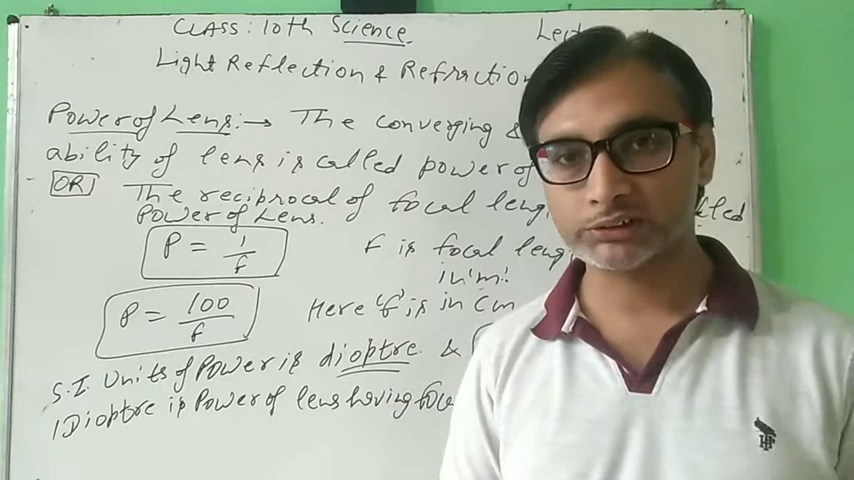 CLASS: 10th Science
Light Reflection & Refraction
Power of Lens:→ The converging &
ability of lens is called power of
OR The reciprocal of focal leng
Power of Lens.
P = 1/f f is focal leng
in 'm'
P = 100/f Here 'f' is in Cm
S.I. Units of Power is dioptre &
1 Dioptre is Power of lens having